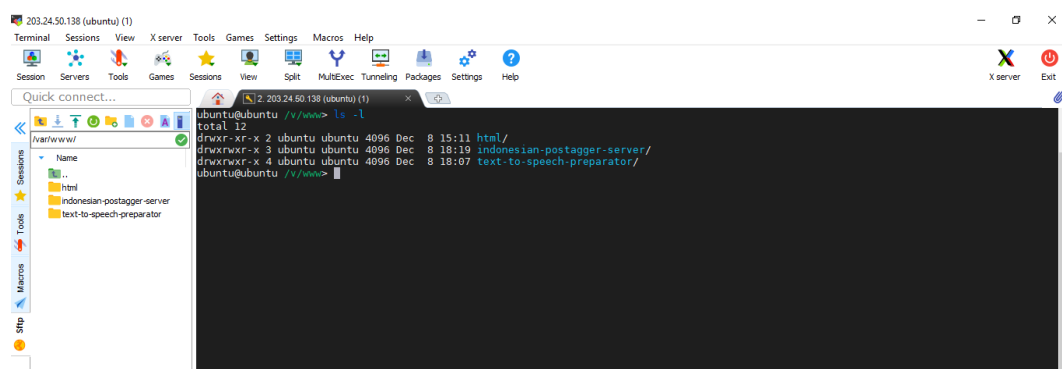 203.24.50.138 (ubuntu) (1)
Terminal Sessions View X server Tools Games Settings Macros Help
Session Servers Tools Games Sessions View Split MultiExec Tunneling Packages Settings Help X server Exit
Quick connect...
2. 203.24.50.138 (ubuntu) (1)
/var/www/
Name
..
html
indonesian-postagger-server
text-to-speech-preparator
Sessions
Tools
Macros
Sftp
ubuntu@ubuntu /v/www> ls -l
total 12
drwxr-xr-x 2 ubuntu ubuntu 4096 Dec  8 15:11 html/
drwxrwxr-x 3 ubuntu ubuntu 4096 Dec  8 18:19 indonesian-postagger-server/
drwxrwxr-x 4 ubuntu ubuntu 4096 Dec  8 18:07 text-to-speech-preparator/
ubuntu@ubuntu /v/www>